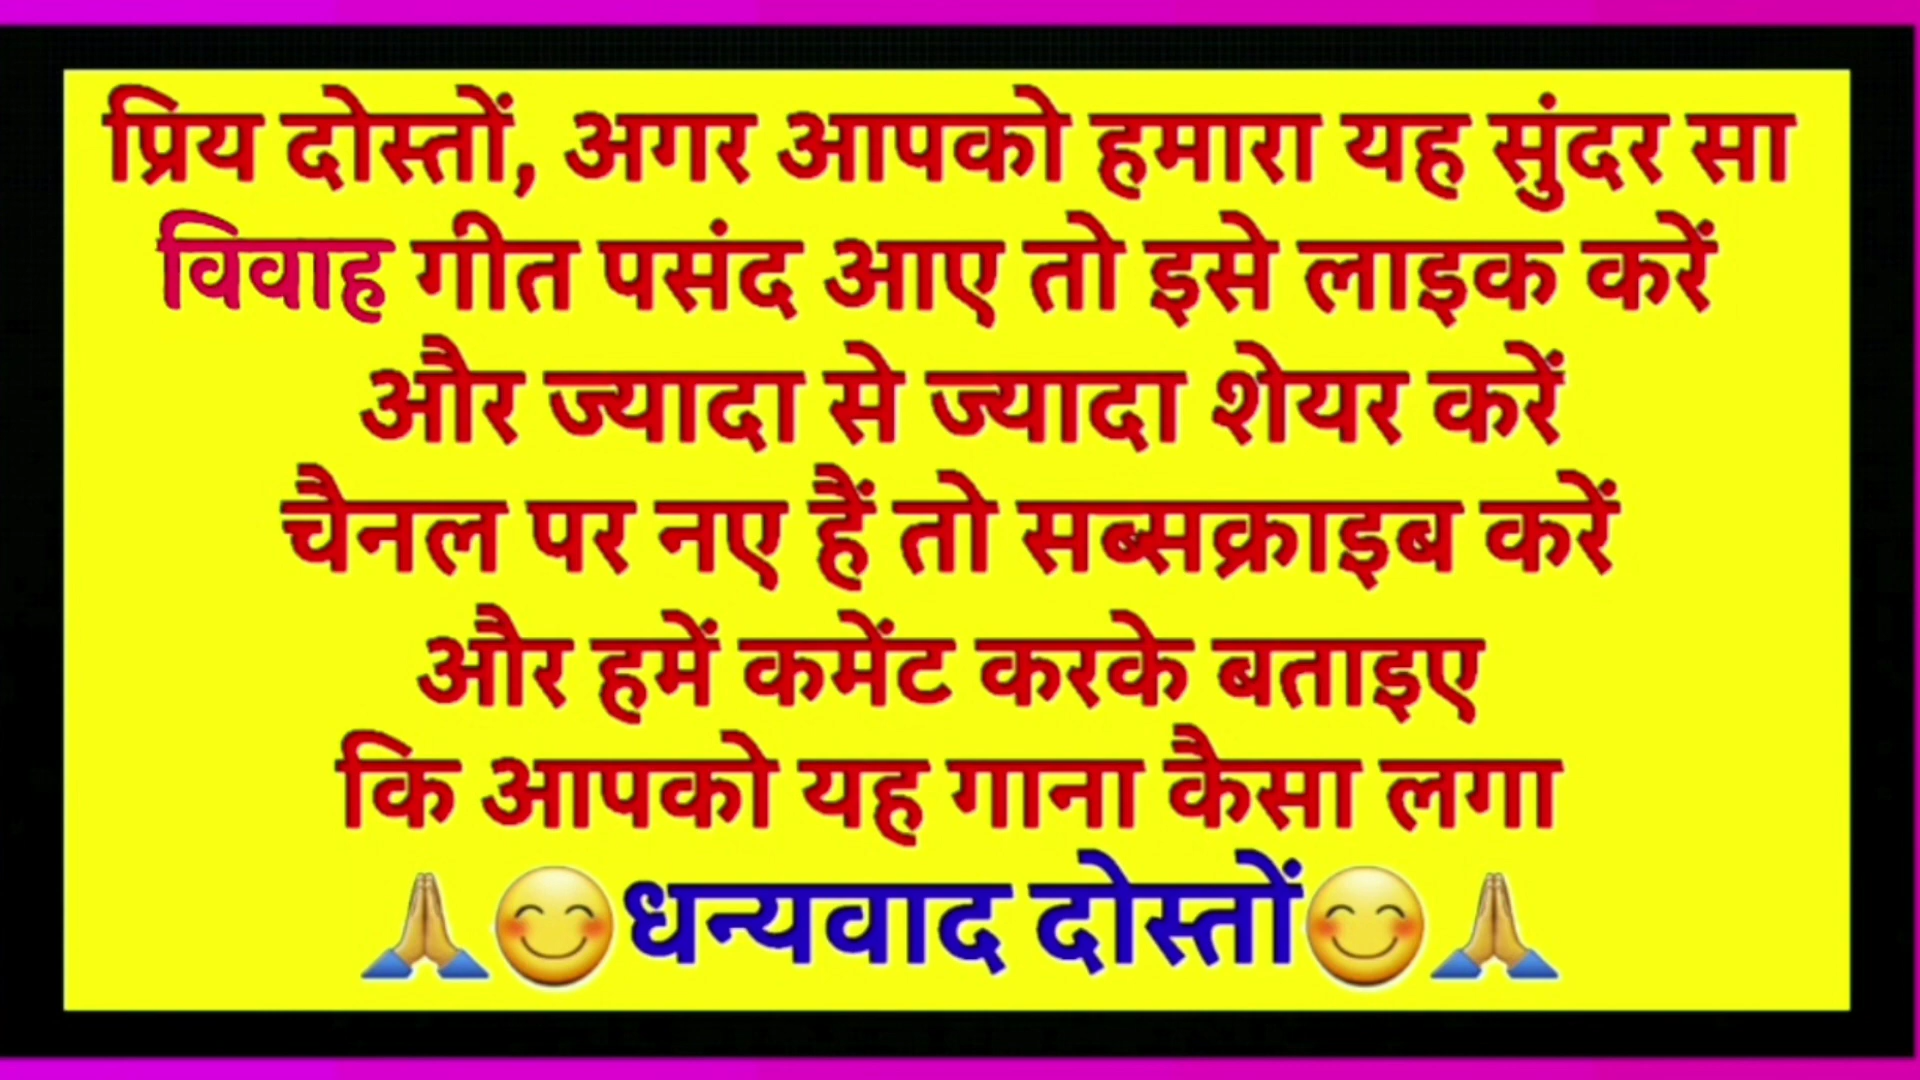 प्रिय दोस्तों, अगर आपको हमारा यह सुंदर सा
विवाह गीत पसंद आए तो इसे लाइक करें
और ज्यादा से ज्यादा शेयर करें
चैनल पर नए हैं तो सब्सक्राइब करें
और हमें कमेंट करके बताइए
कि आपको यह गाना कैसा लगा
🙏😊धन्यवाद दोस्तों😊🙏